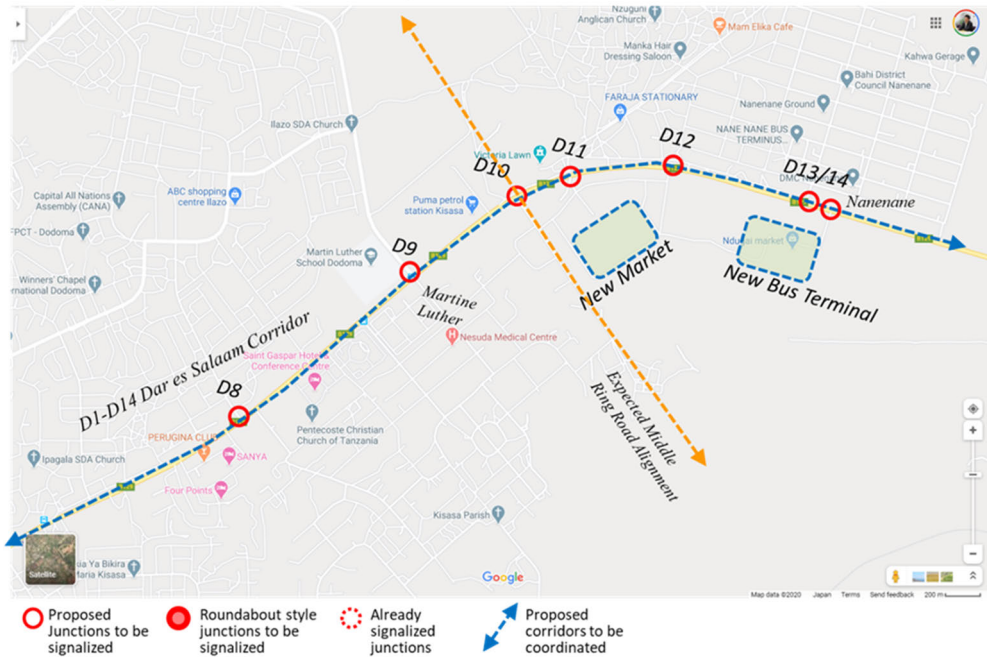 Nzuguni
Anglican Church
Mam Elika Cafe
Manka Hair
Dressing Saloon
Kahwa Gerage
Bahi District
Council Nanenane
FARAJA STATIONARY
Nanenane Ground
Ilazo SDA Church
NANE NANE BUS
TERMINUS...
D12
D11
Victoria Lawn
D10
D13/14
Capital All Nations
Assembly (CANA)
ABC shopping
centre Ilazo
Puma petrol
station Kisasa
Nanenane
FPCT - Dodoma
D9
Martin Luther
School Dodoma
New Market
New Bus Terminal
Winners' Chapel
Martine
Luther
Nesuda Medical Centre
D1-D14 Dar es Salaam Corridor
Saint Gaspar Hotel &
Conference Centre
D8
Expected Middle
Ring Road Alignment
Pentecoste Christian
Church of Tanzania
PERUGINA CLUB
SANYA
Ipagala SDA Church
Four Points
Kisasa Parish
Satellite
Google
Map data ©2020 Japan Terms Send feedback 200 m
Proposed
Junctions to be
signalized
Roundabout style
junctions to be
signalized
Already
signalized
junctions
Proposed
corridors to be
coordinated